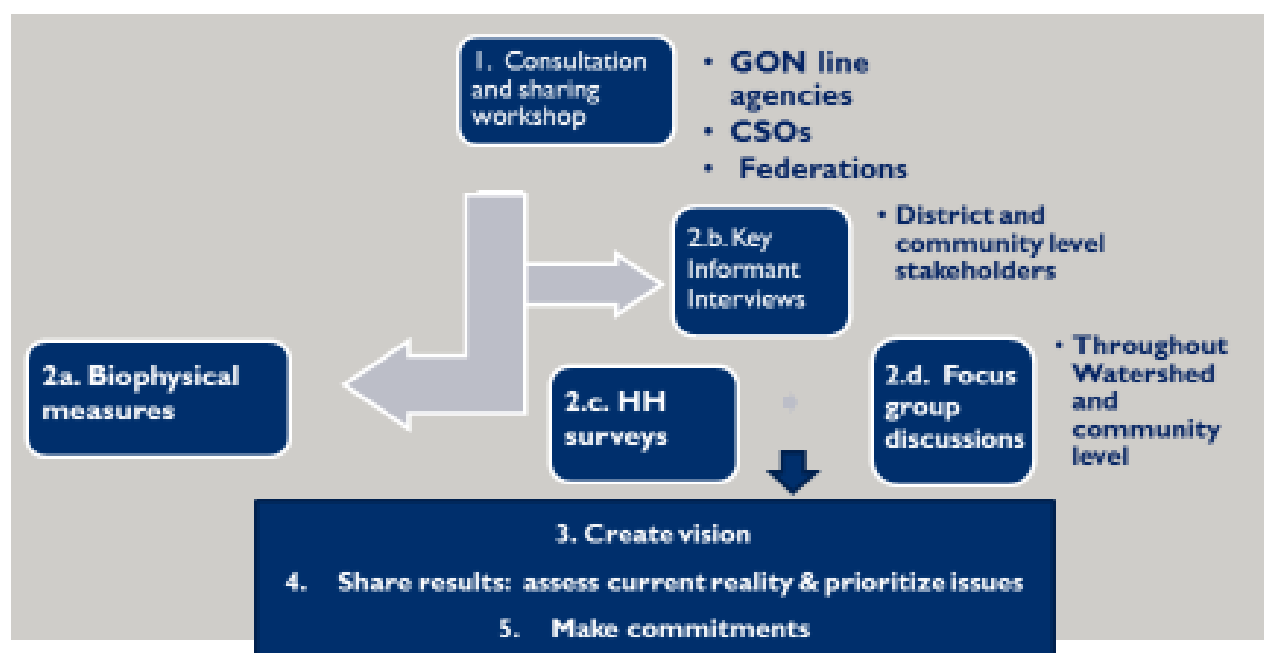 1. Consultation
and sharing
workshop
• GON line
agencies
• CSOs
• Federations
2.b. Key
Informant
Interviews
• District and
community level
stakeholders
2a. Biophysical
measures
2.c. HH
surveys
2.d. Focus
group
discussions
• Throughout
Watershed
and
community
level
3. Create vision
4. Share results: assess current reality & prioritize issues
5. Make commitments